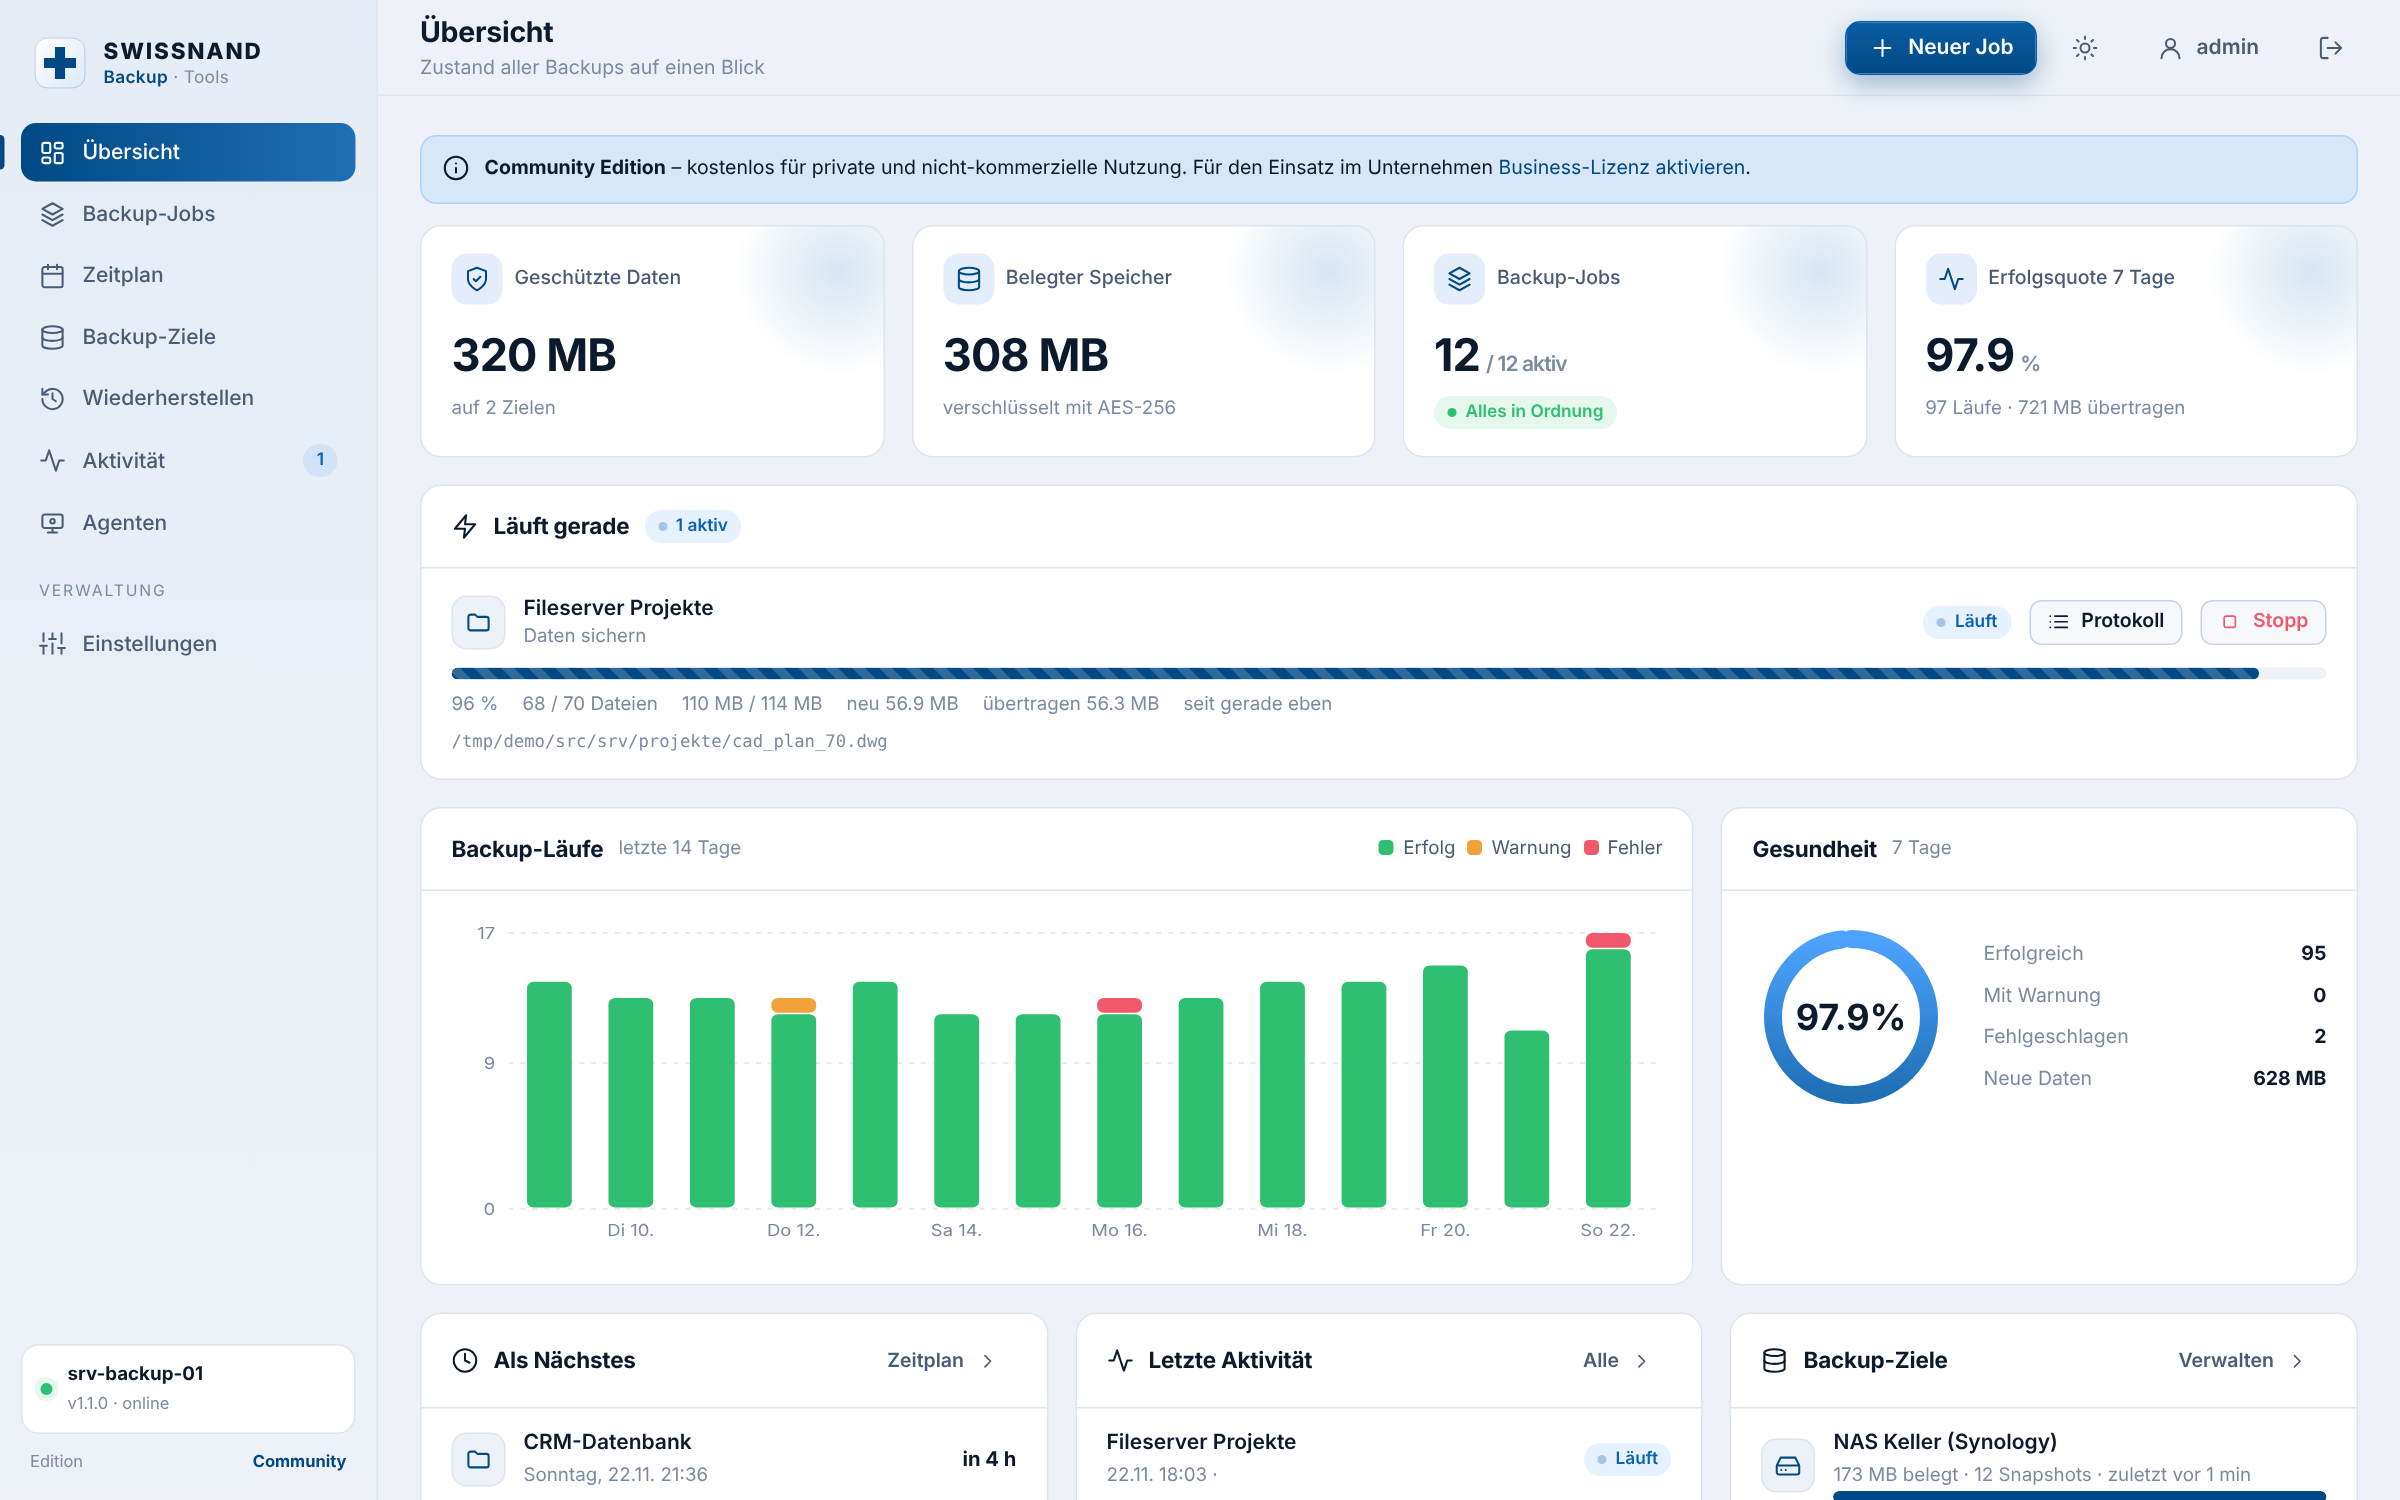 SWISSNAND
Backup · Tools
Übersicht
Backup-Jobs
Zeitplan
Backup-Ziele
Wiederherstellen
Aktivität 1
Agenten
VERWALTUNG
Einstellungen
srv-backup-01
v1.1.0 · online
Edition Community
Übersicht
Zustand aller Backups auf einen Blick
Neuer Job
admin
Community Edition – kostenlos für private und nicht-kommerzielle Nutzung. Für den Einsatz im Unternehmen Business-Lizenz aktivieren.
Geschützte Daten
320 MB
auf 2 Zielen
Belegter Speicher
308 MB
verschlüsselt mit AES-256
Backup-Jobs
12 / 12 aktiv
Alles in Ordnung
Erfolgsquote 7 Tage
97.9 %
97 Läufe · 721 MB übertragen
Läuft gerade 1 aktiv
Fileserver Projekte
Daten sichern
Läuft Protokoll Stopp
96 % 68 / 70 Dateien 110 MB / 114 MB neu 56.9 MB übertragen 56.3 MB seit gerade eben
/tmp/demo/src/srv/projekte/cad_plan_70.dwg
Backup-Läufe letzte 14 Tage
Erfolg Warnung Fehler
17
9
0
Di 10. Do 12. Sa 14. Mo 16. Mi 18. Fr 20. So 22.
Gesundheit 7 Tage
97.9%
Erfolgreich 95
Mit Warnung 0
Fehlgeschlagen 2
Neue Daten 628 MB
Als Nächstes Zeitplan
CRM-Datenbank
Sonntag, 22.11. 21:36
in 4 h
Letzte Aktivität Alle
Fileserver Projekte
22.11. 18:03 ·
Läuft
Backup-Ziele Verwalten
NAS Keller (Synology)
173 MB belegt · 12 Snapshots · zuletzt vor 1 min